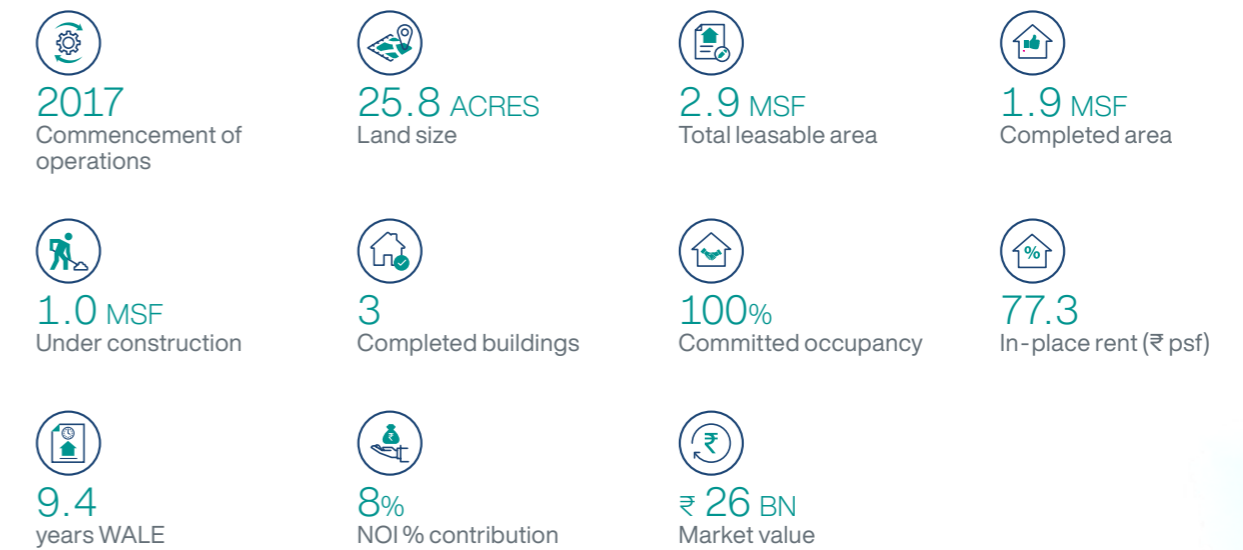 2017
Commencement of
operations
25.8 ACRES
Land size
2.9 MSF
Total leasable area
1.9 MSF
Completed area
1.0 MSF
Under construction
3
Completed buildings
100%
Committed occupancy
%
77.3
In-place rent (₹ psf)
9.4
years WALE
₹
8%
NOI % contribution
₹
₹ 26 BN
Market value